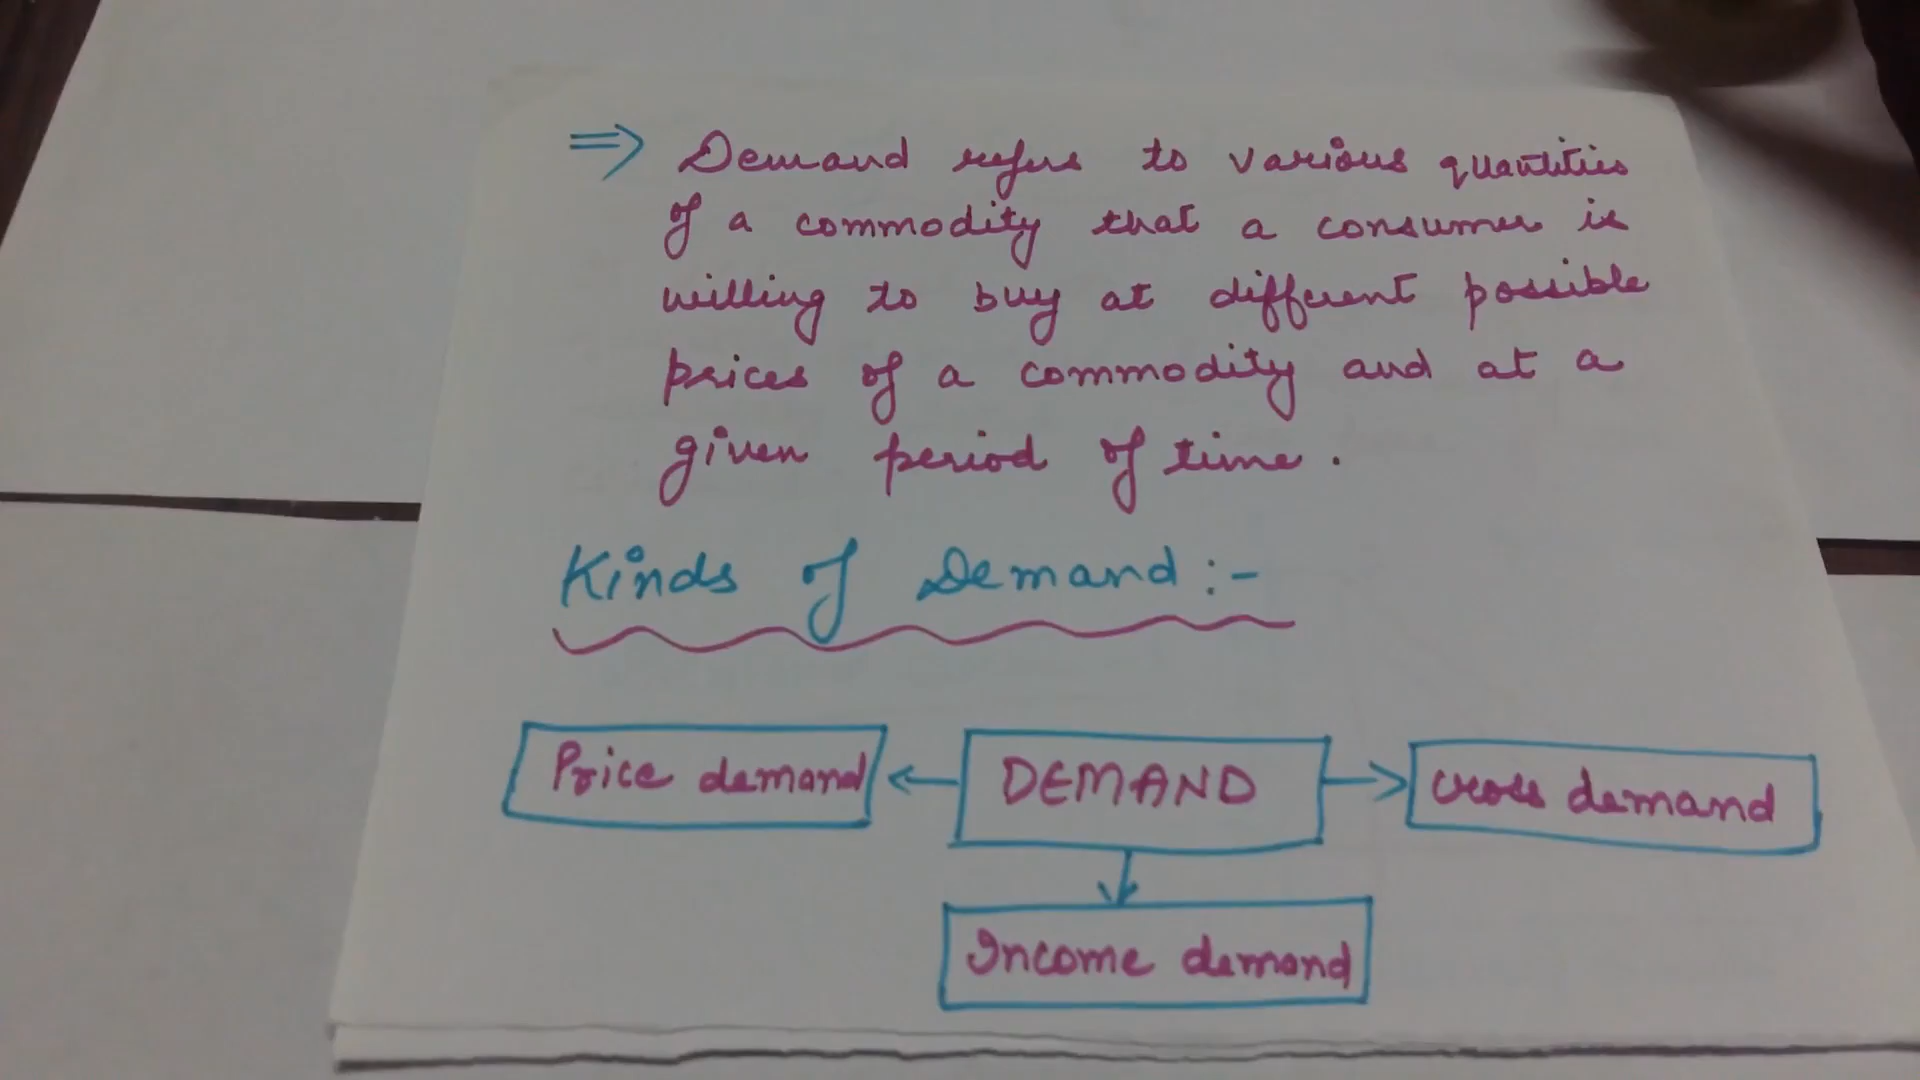 ⇒ Demand refers to various quantities
of a commodity that a consumer is
willing to buy at different possible
prices of a commodity and at a
given period of time.
Kinds of Demand :-
Price demand ← DEMAND → cross demand
Income demand